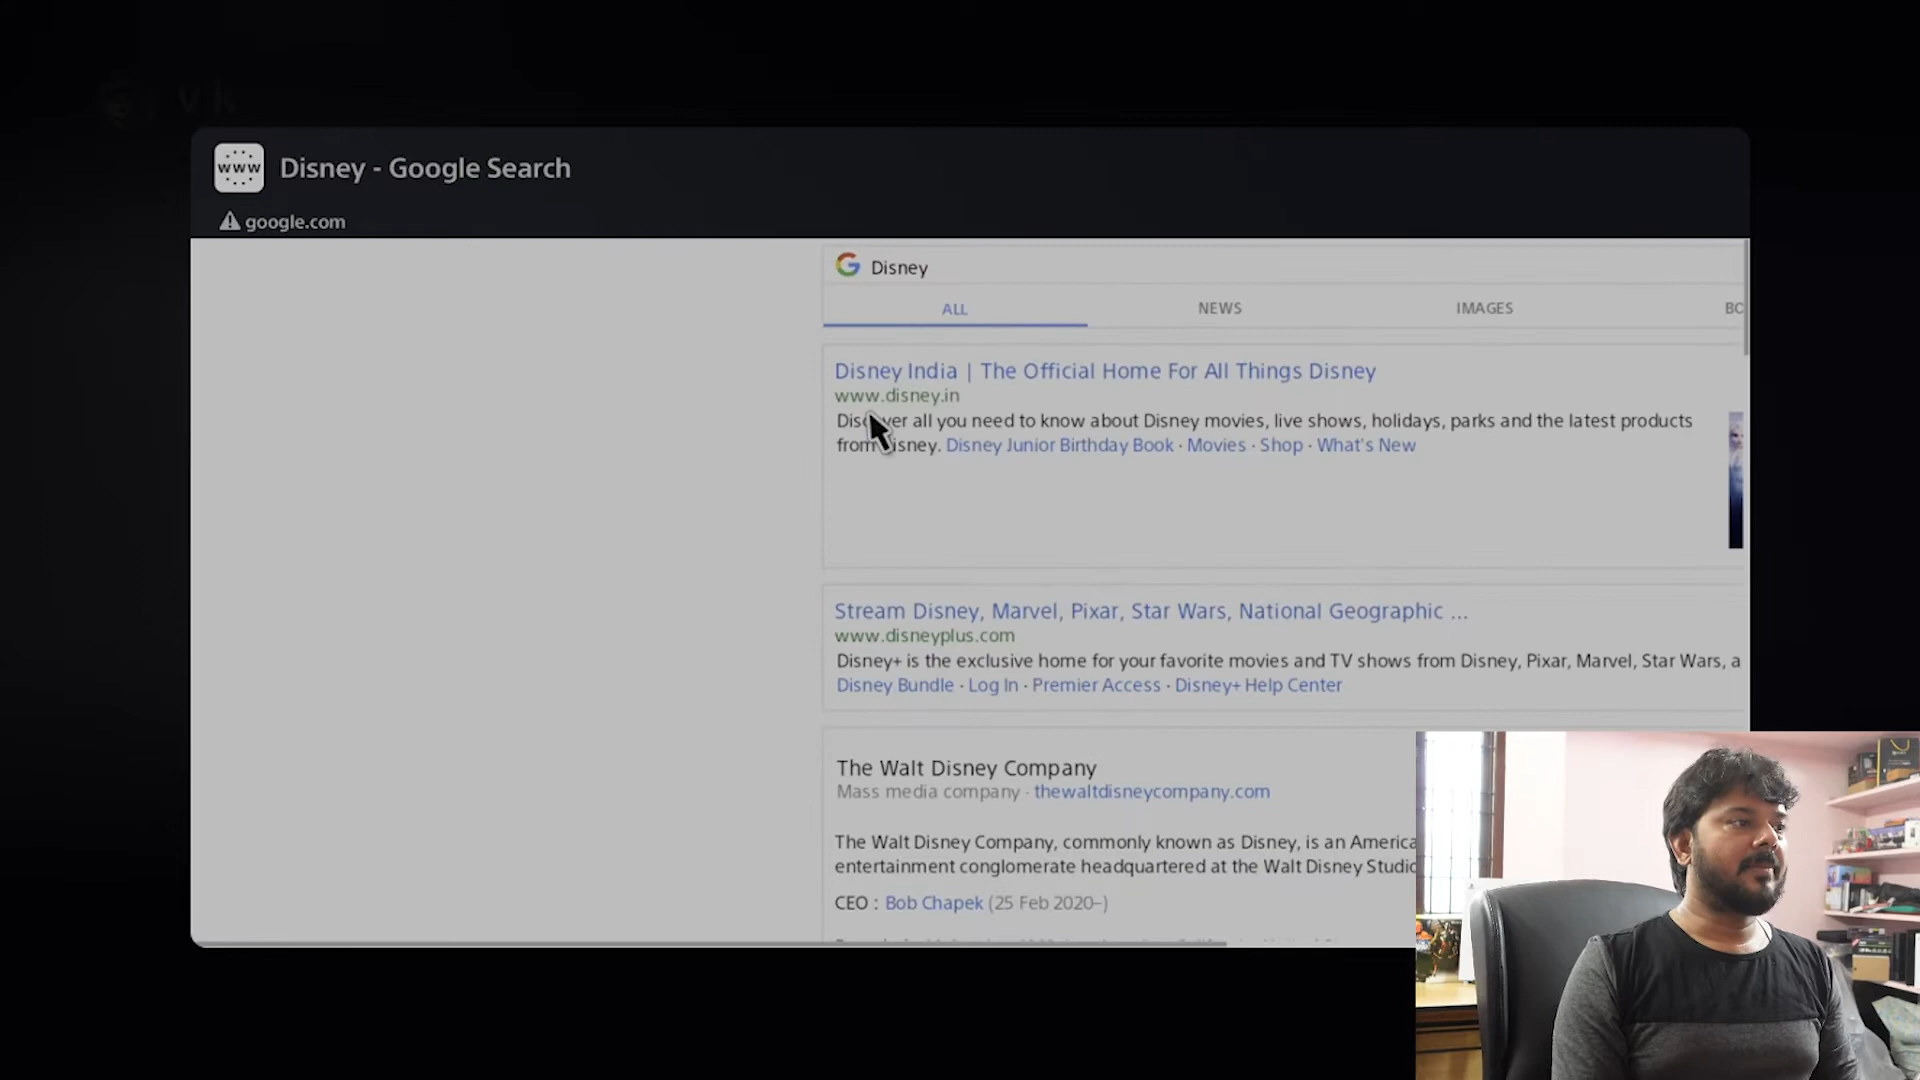 v k
www
Disney - Google Search
google.com
Disney
ALL NEWS IMAGES BO
Disney India | The Official Home For All Things Disney
www.disney.in
Discover all you need to know about Disney movies, live shows, holidays, parks and the latest products
from Disney. Disney Junior Birthday Book · Movies · Shop · What's New
Stream Disney, Marvel, Pixar, Star Wars, National Geographic ...
www.disneyplus.com
Disney+ is the exclusive home for your favorite movies and TV shows from Disney, Pixar, Marvel, Star Wars, a
Disney Bundle · Log In · Premier Access · Disney+ Help Center
The Walt Disney Company
Mass media company · thewaltdisneycompany.com
The Walt Disney Company, commonly known as Disney, is an America
entertainment conglomerate headquartered at the Walt Disney Studio
CEO : Bob Chapek (25 Feb 2020–)